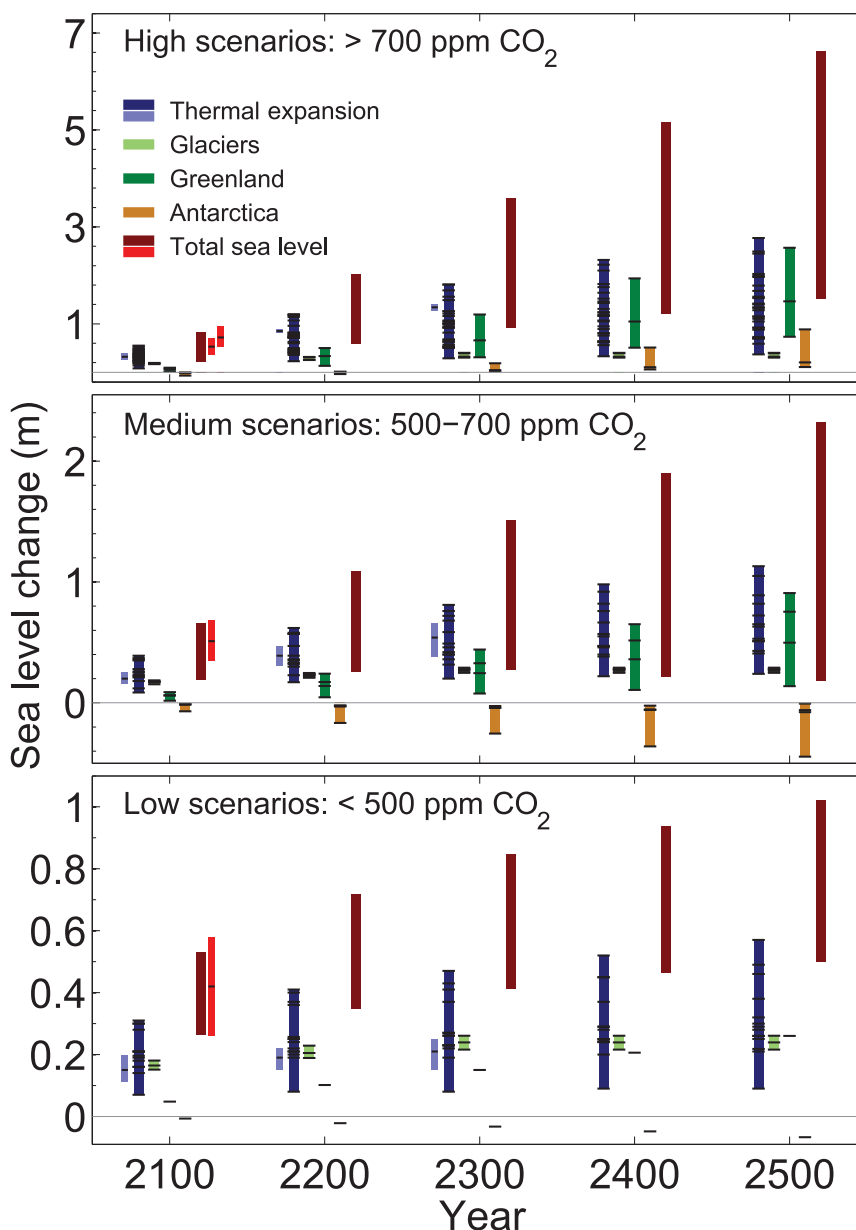 High scenarios: > 700 ppm CO2
Thermal expansion
Glaciers
Greenland
Antarctica
Total sea level
7
5
3
1
Medium scenarios: 500−700 ppm CO2
2
1
0
Low scenarios: < 500 ppm CO2
1
0.8
0.6
0.4
0.2
0
Sea level change (m)
2100 2200 2300 2400 2500
Year